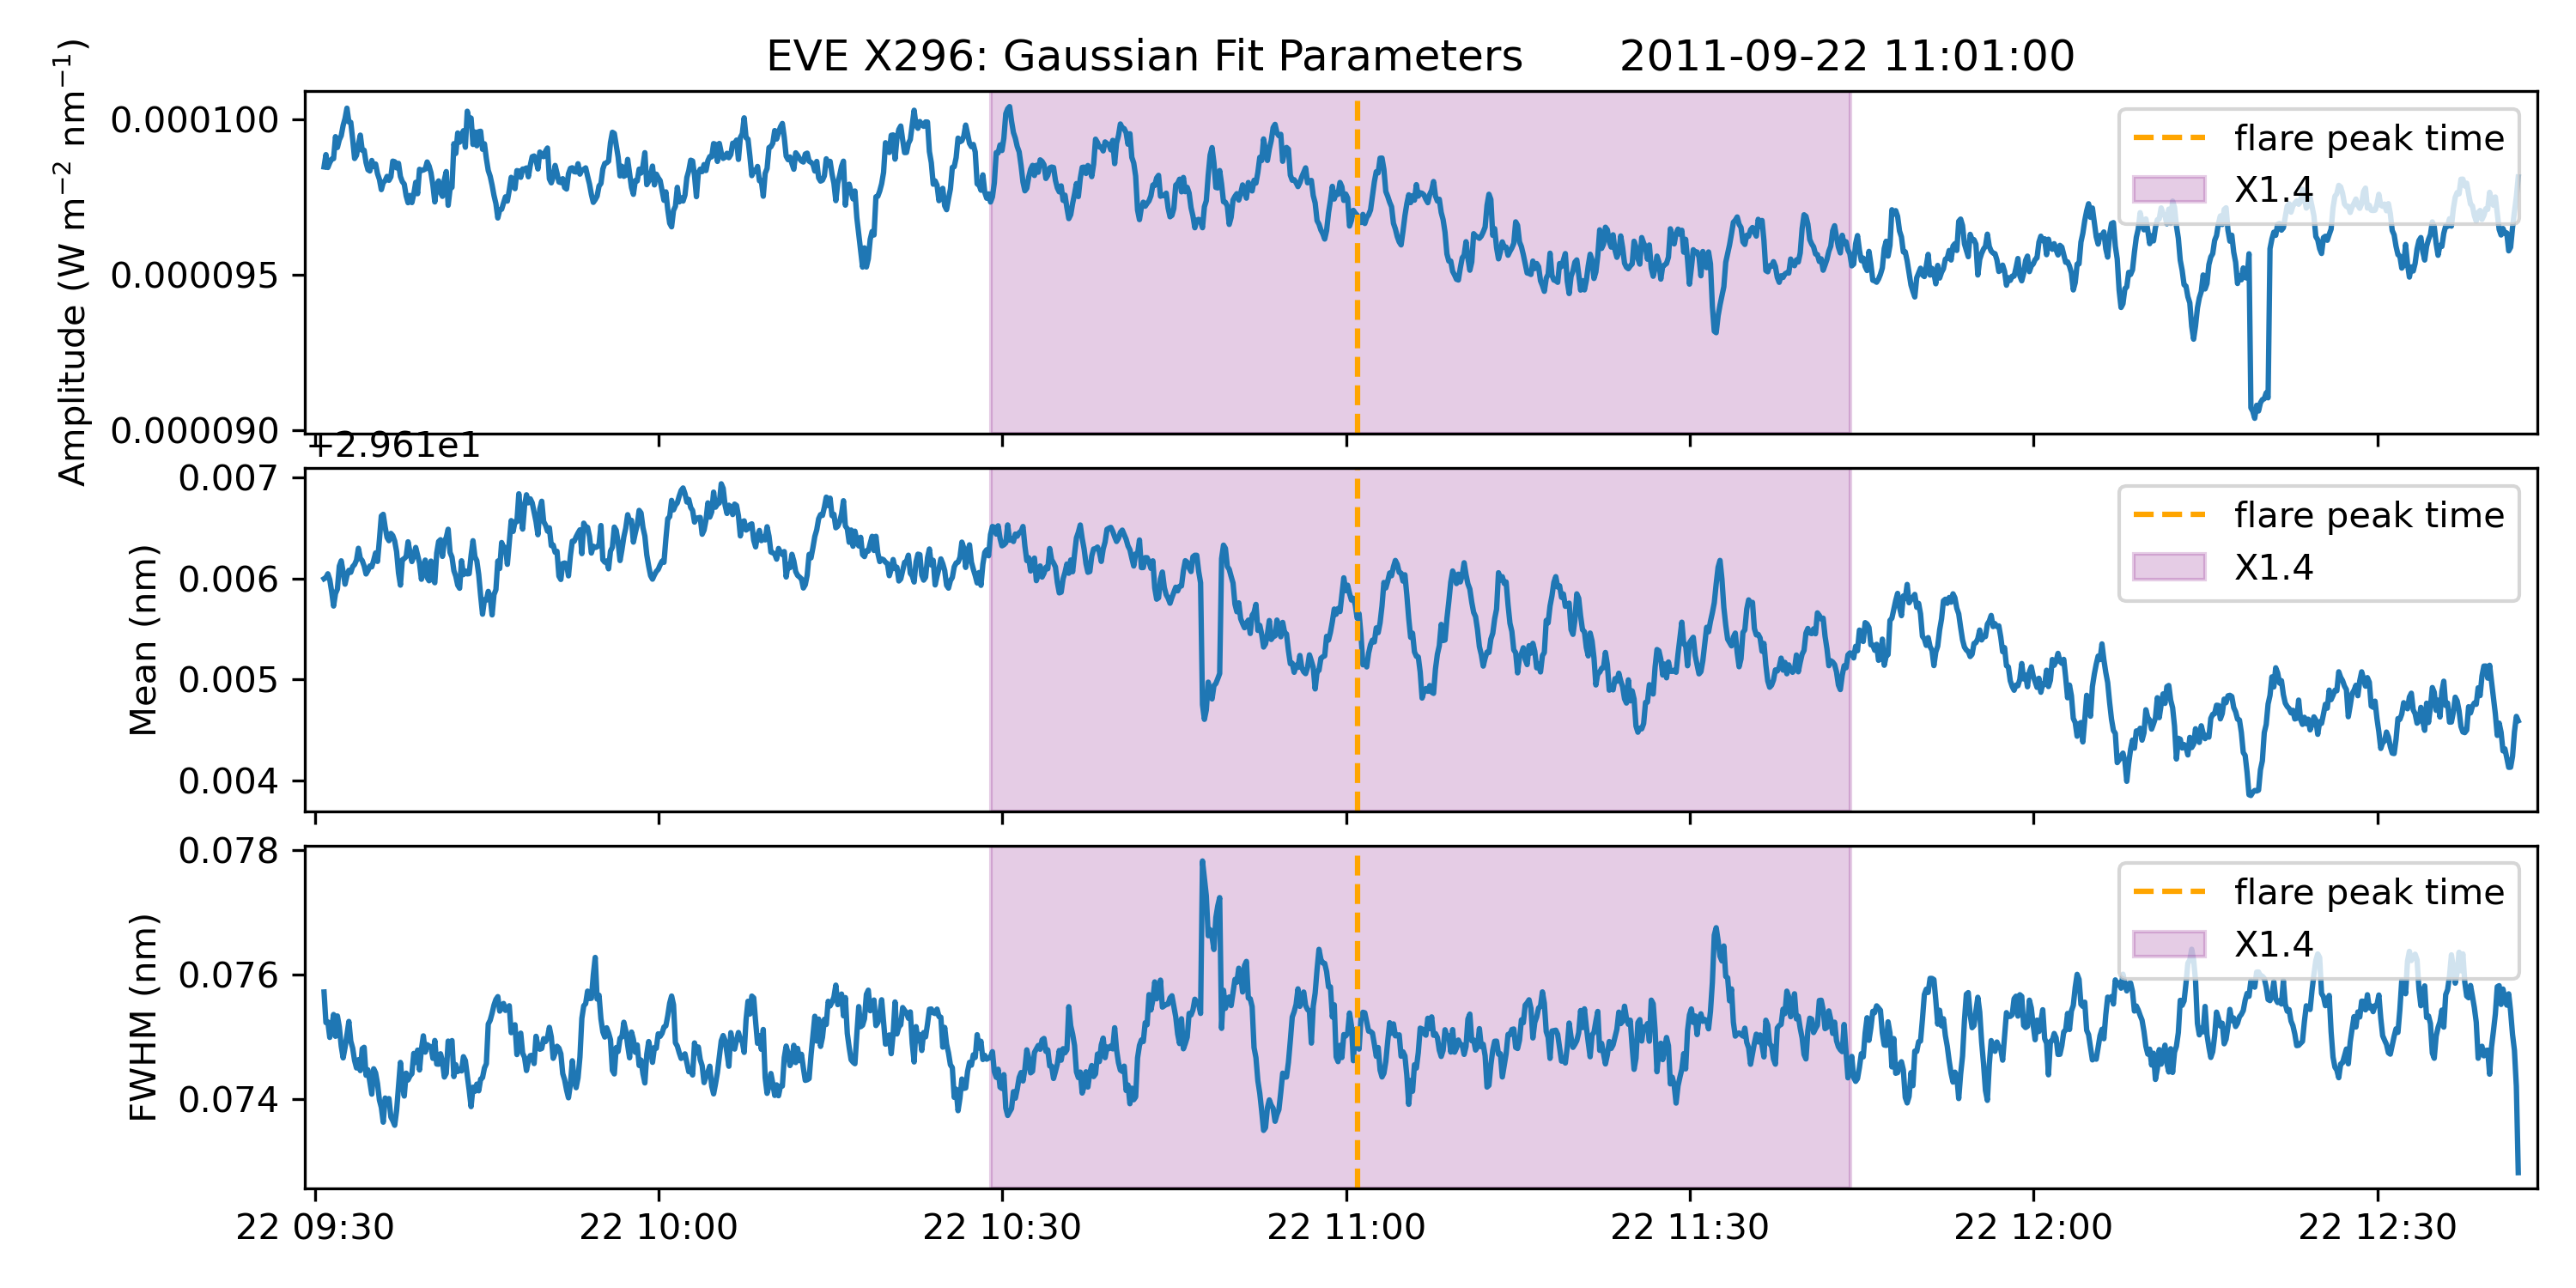 EVE X296: Gaussian Fit Parameters 2011-09-22 11:01:00
Amplitude (W m⁻² nm⁻¹)
0.000100
0.000095
0.000090
flare peak time
X1.4
+2.961e1
Mean (nm)
0.007
0.006
0.005
0.004
flare peak time
X1.4
FWHM (nm)
0.078
0.076
0.074
flare peak time
X1.4
22 09:30 22 10:00 22 10:30 22 11:00 22 11:30 22 12:00 22 12:30